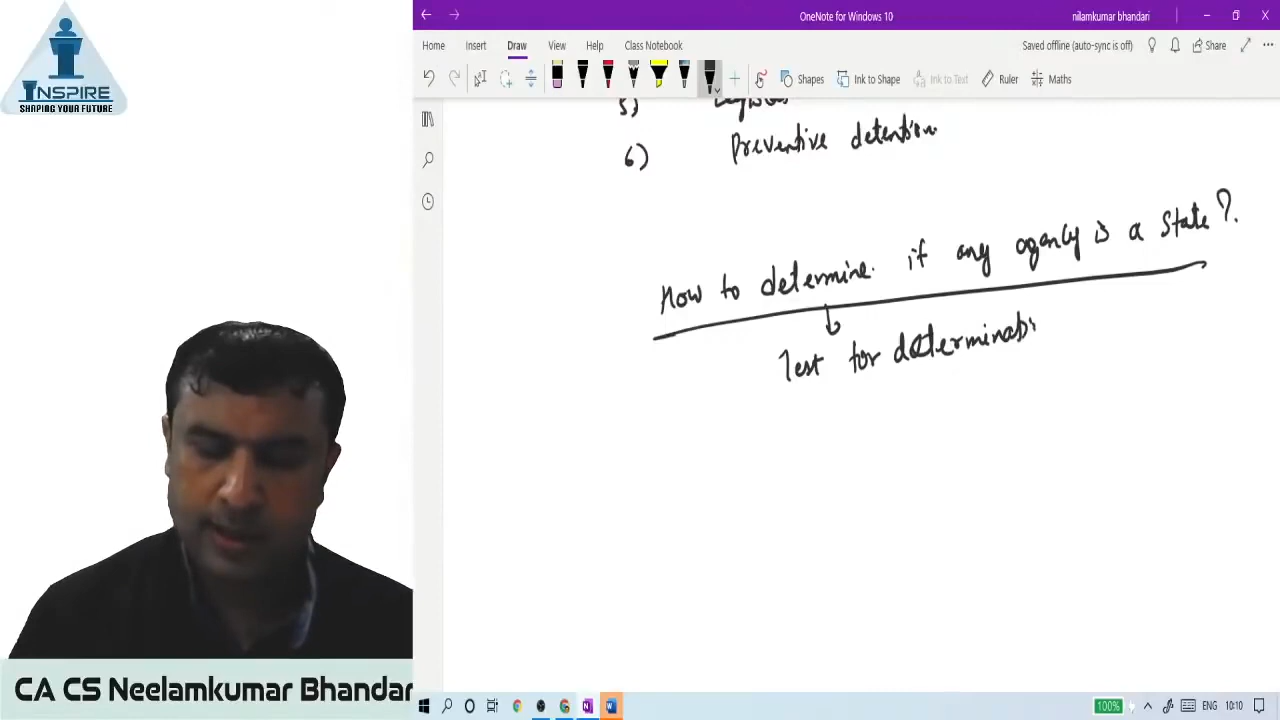 INSPIRE
SHAPING YOUR FUTURE
OneNote for Windows 10
nilamkumar bhandari
Home Insert Draw View Help Class Notebook
Saved offline (auto-sync is off)
Share
Shapes
Ink to Shape
Ink to Text
Ruler
Maths
5)
6) Preventive detention
How to determine. if any agency is a State?.
Test for determinati
CA CS Neelamkumar Bhandar
100%
ENG
18:10